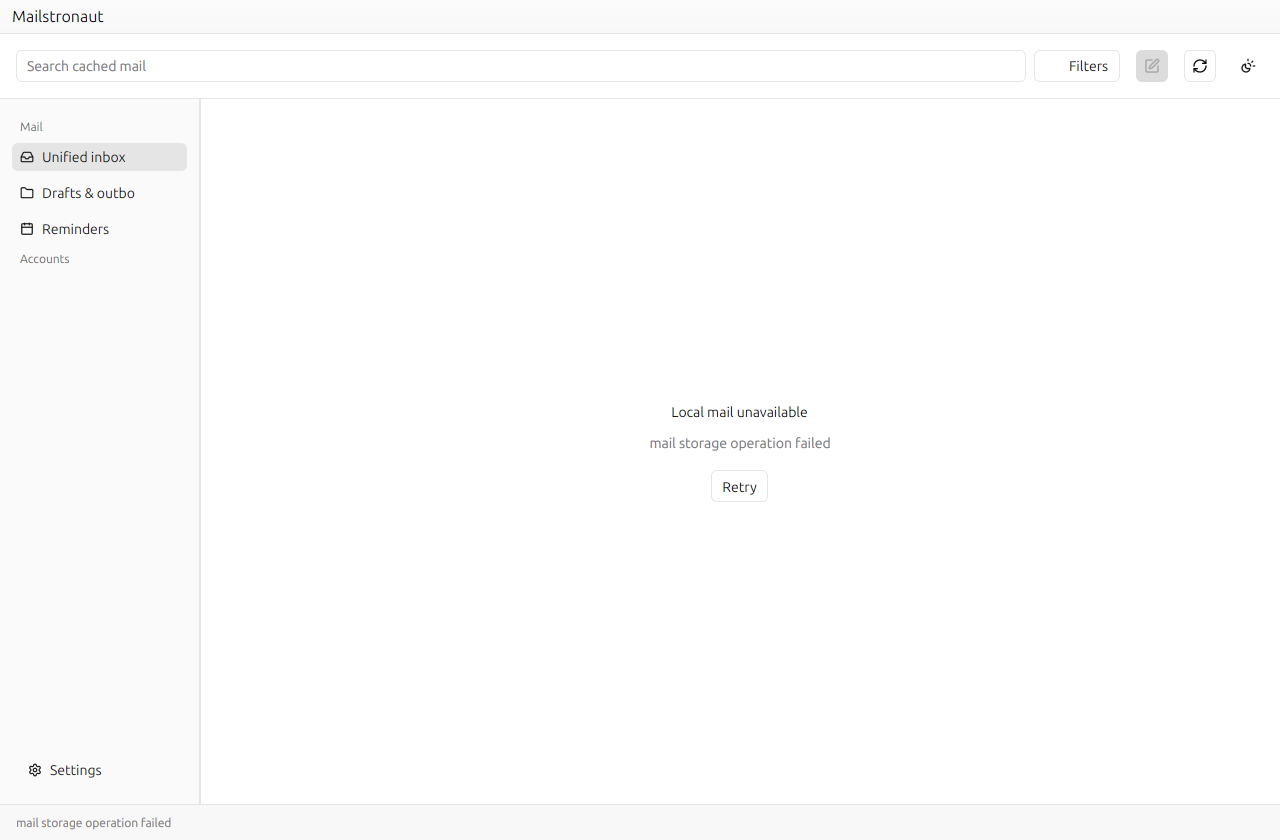 Mailstronaut
Search cached mail
Filters
Mail
Unified inbox
Drafts & outbo
Reminders
Accounts
Local mail unavailable
mail storage operation failed
Retry
Settings
mail storage operation failed